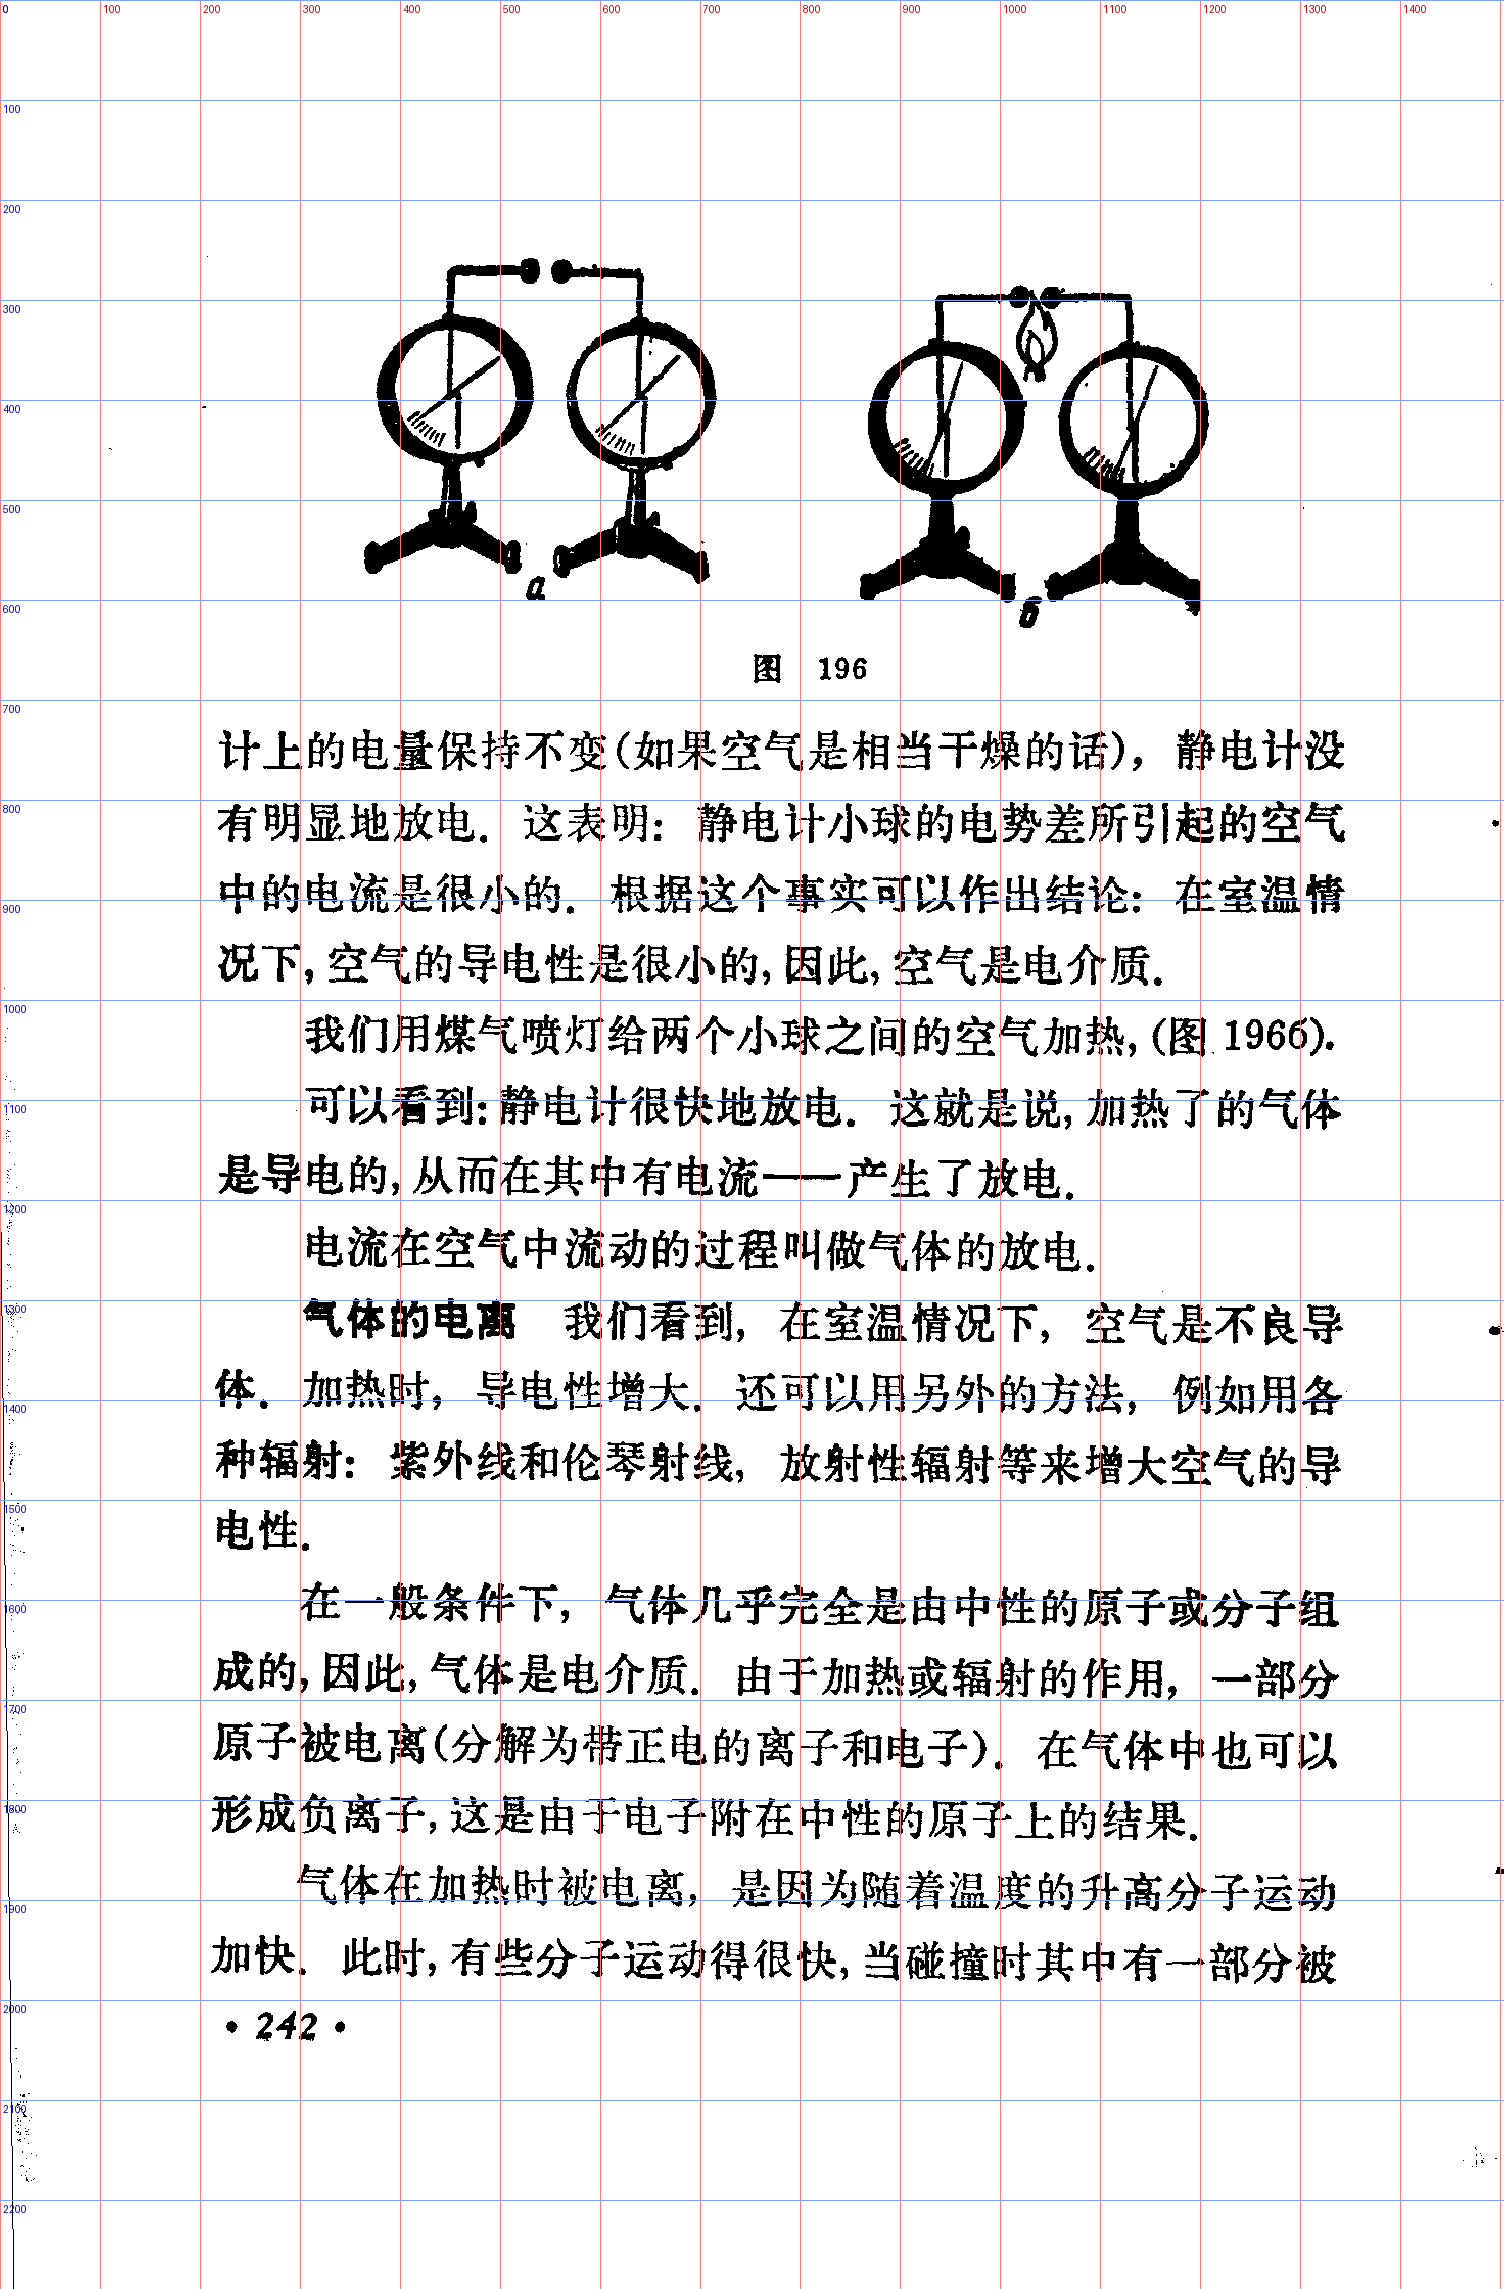 a
б
图 196
计上的电量保持不变(如果空气是相当干燥的话)，静电计没
有明显地放电．这表明：静电计小球的电势差所引起的空气
中的电流是很小的．根据这个事实可以作出结论：在室温情
况下，空气的导电性是很小的，因此，空气是电介质．
我们用煤气喷灯给两个小球之间的空气加热，(图 196б)．
可以看到：静电计很快地放电．这就是说，加热了的气体
是导电的，从而在其中有电流——产生了放电．
电流在空气中流动的过程叫做气体的放电．
气体的电离　我们看到，在室温情况下，空气是不良导
体．加热时，导电性增大．还可以用另外的方法，例如用各
种辐射：紫外线和伦琴射线，放射性辐射等来增大空气的导
电性．
在一般条件下，气体几乎完全是由中性的原子或分子组
成的，因此，气体是电介质．由于加热或辐射的作用，一部分
原子被电离(分解为带正电的离子和电子)．在气体中也可以
形成负离子，这是由于电子附在中性的原子上的结果．
气体在加热时被电离，是因为随着温度的升高分子运动
加快．此时，有些分子运动得很快，当碰撞时其中有一部分被
• 242 •